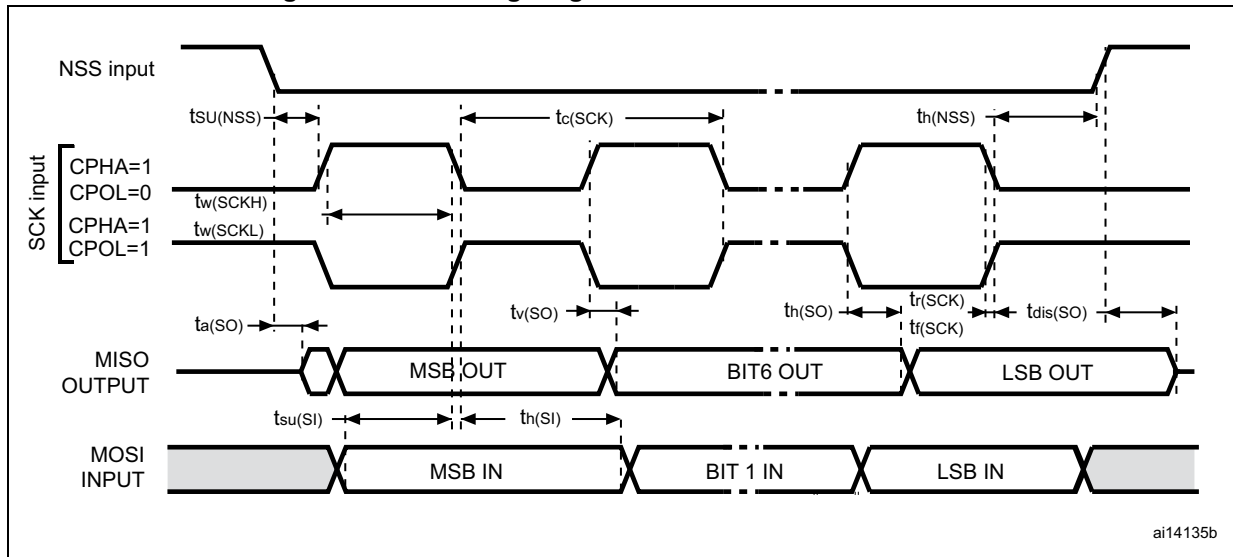 NSS input
tSU(NSS)
tc(SCK)
th(NSS)
SCK input
CPHA=1
CPOL=0
tw(SCKH)
CPHA=1
tw(SCKL)
CPOL=1
ta(SO)
tv(SO)
th(SO)
tr(SCK)
tf(SCK)
tdis(SO)
MISO
OUTPUT
MSB OUT
BIT6 OUT
LSB OUT
tsu(SI)
th(SI)
MOSI
INPUT
MSB IN
BIT 1 IN
LSB IN
ai14135b